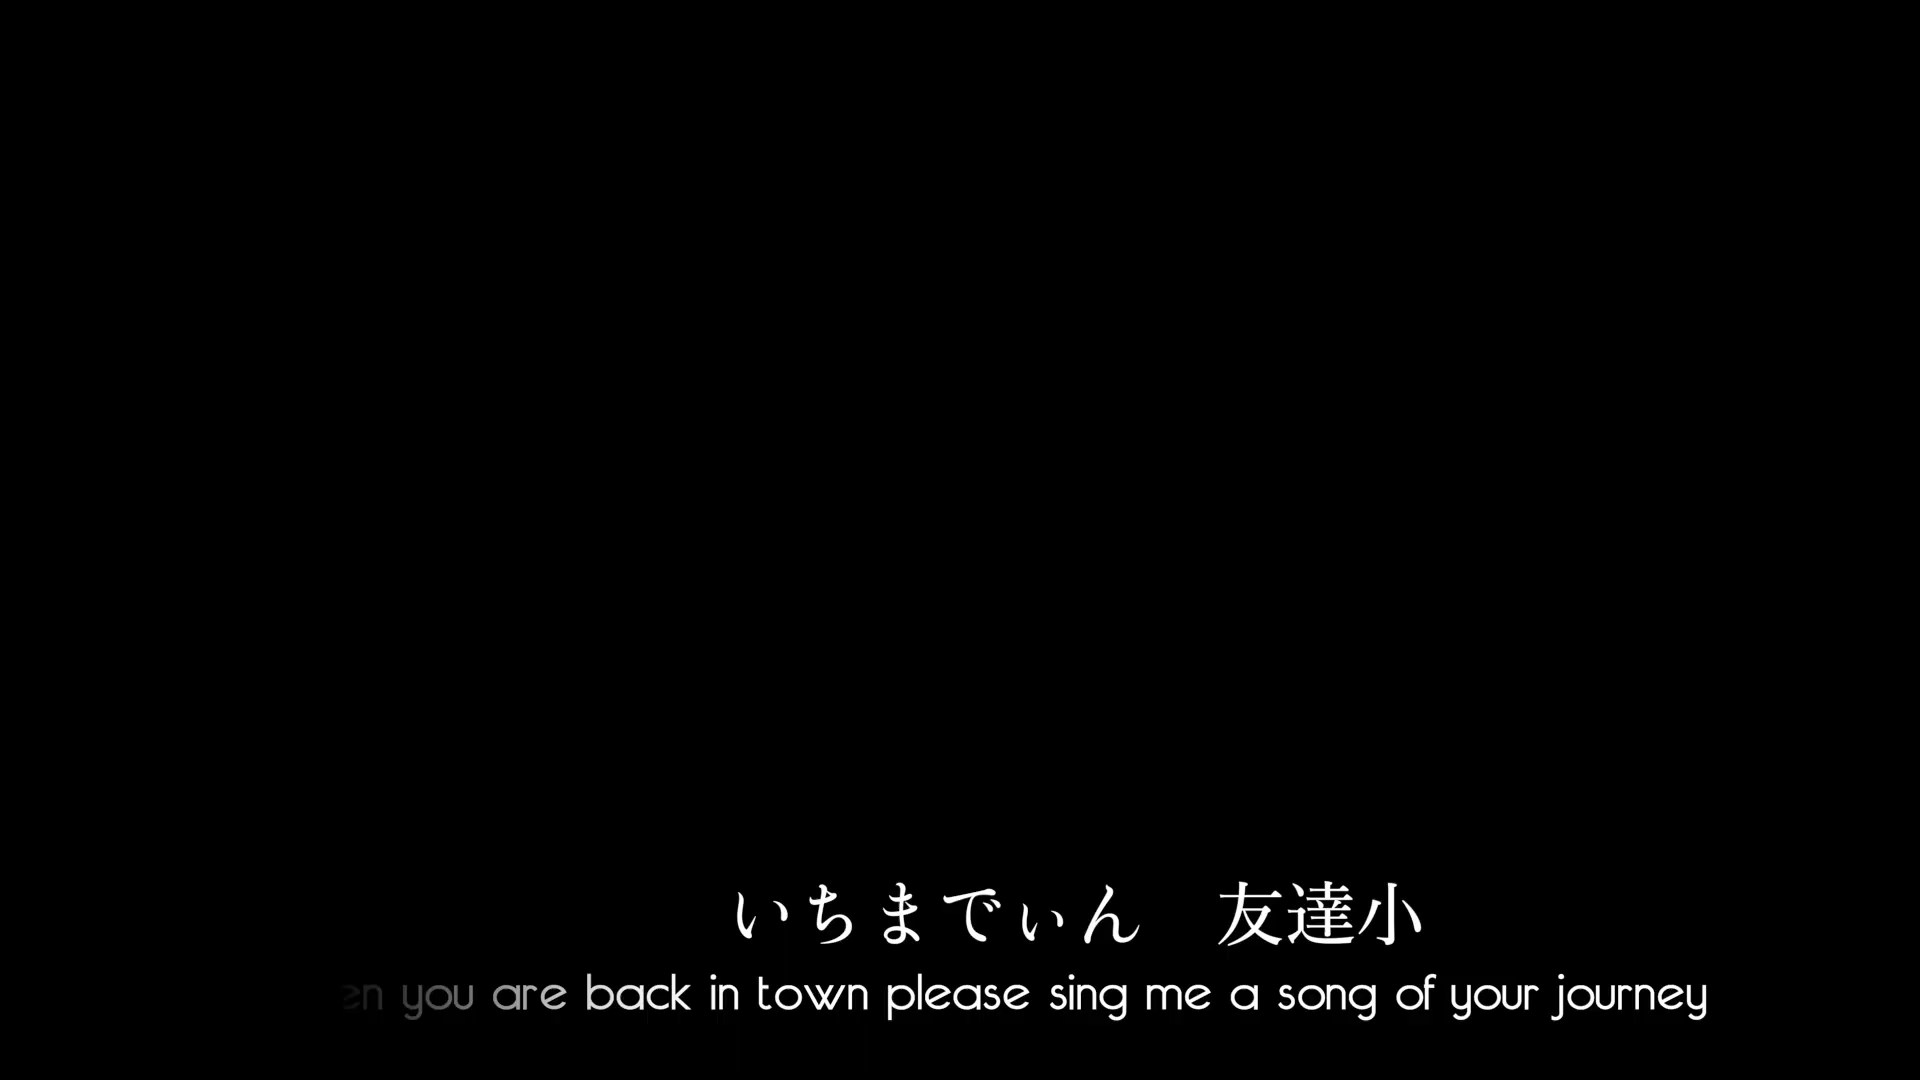 いちまでぃん　友達小
en you are back in town please sing me a song of your journey